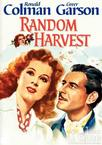 Ronald Greer
Colman Garson
RANDOM
HARVEST